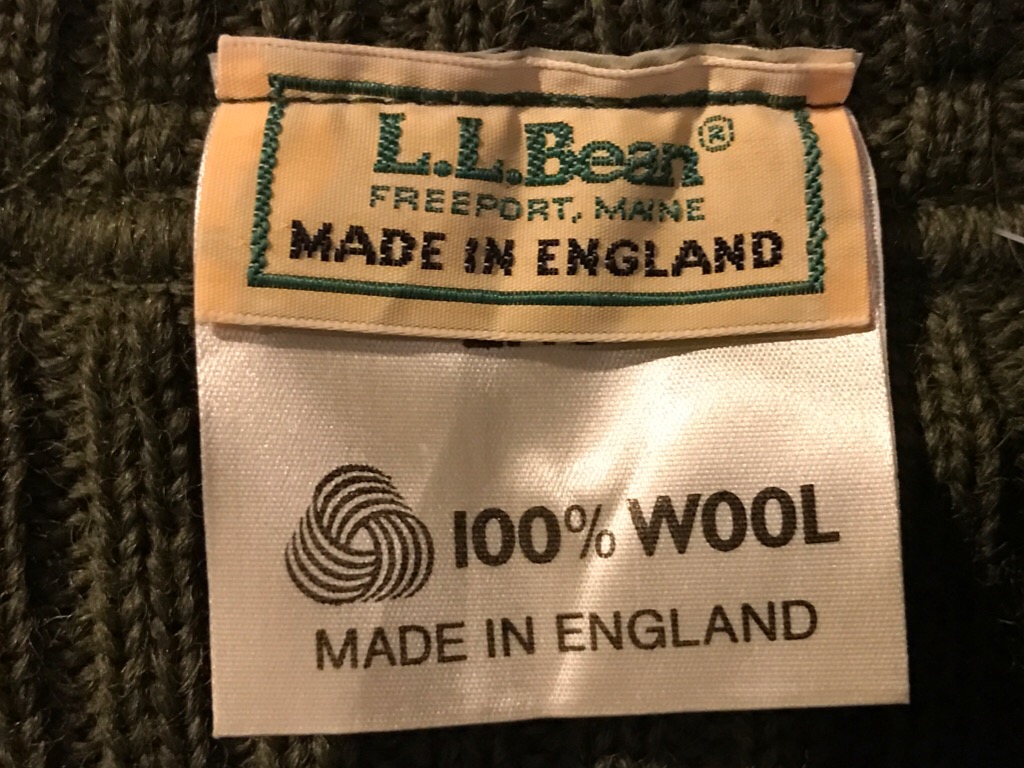 L.L.Bean®
FREEPORT, MAINE
MADE IN ENGLAND
100% WOOL
MADE IN ENGLAND